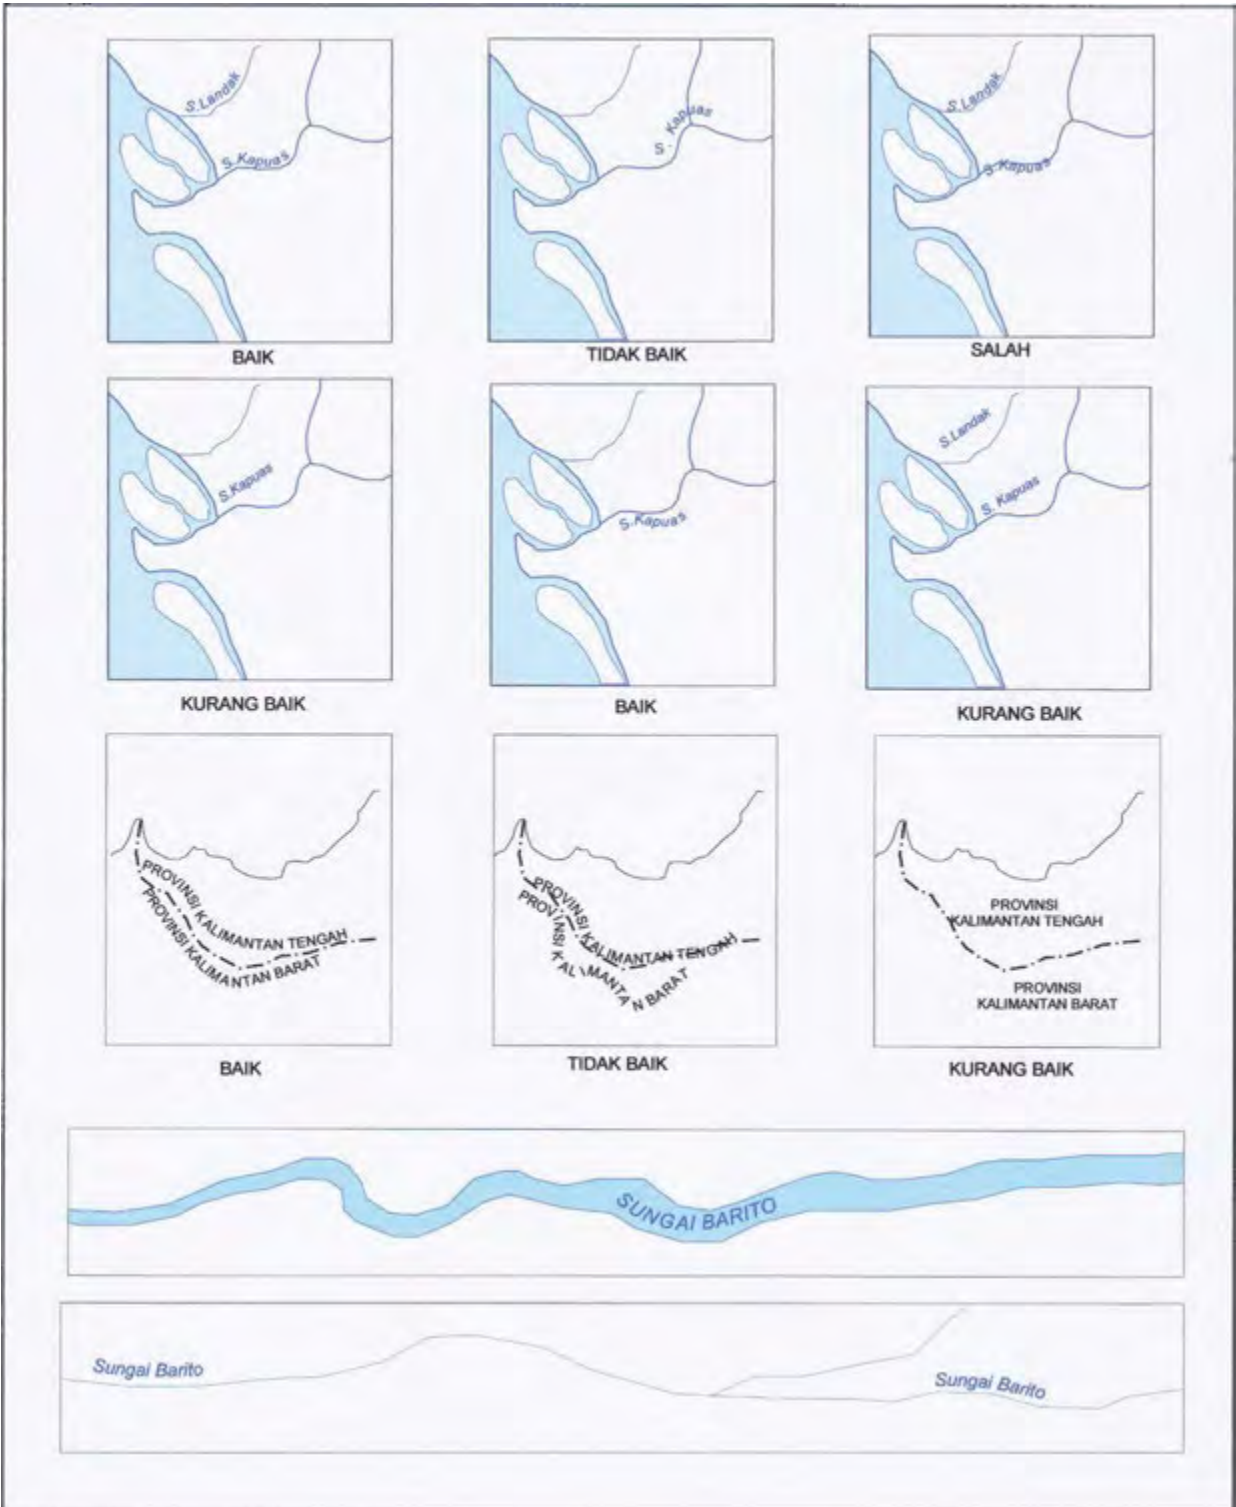 S.Landak
S.Kapuas
BAIK
S. Kapuas
TIDAK BAIK
S.Landak
S.Kapuas
SALAH
S.Kapuas
KURANG BAIK
S.Kapuas
BAIK
S.Landak
S. Kapuas
KURANG BAIK
PROVINSI KALIMANTAN TENGAH
PROVINSI KALIMANTAN BARAT
BAIK
PROVINSI KALIMANTAN TENGAH
PROVINSI KALIMANTAN BARAT
TIDAK BAIK
PROVINSI
KALIMANTAN TENGAH
PROVINSI
KALIMANTAN BARAT
KURANG BAIK
SUNGAI BARITO
Sungai Barito
Sungai Barito